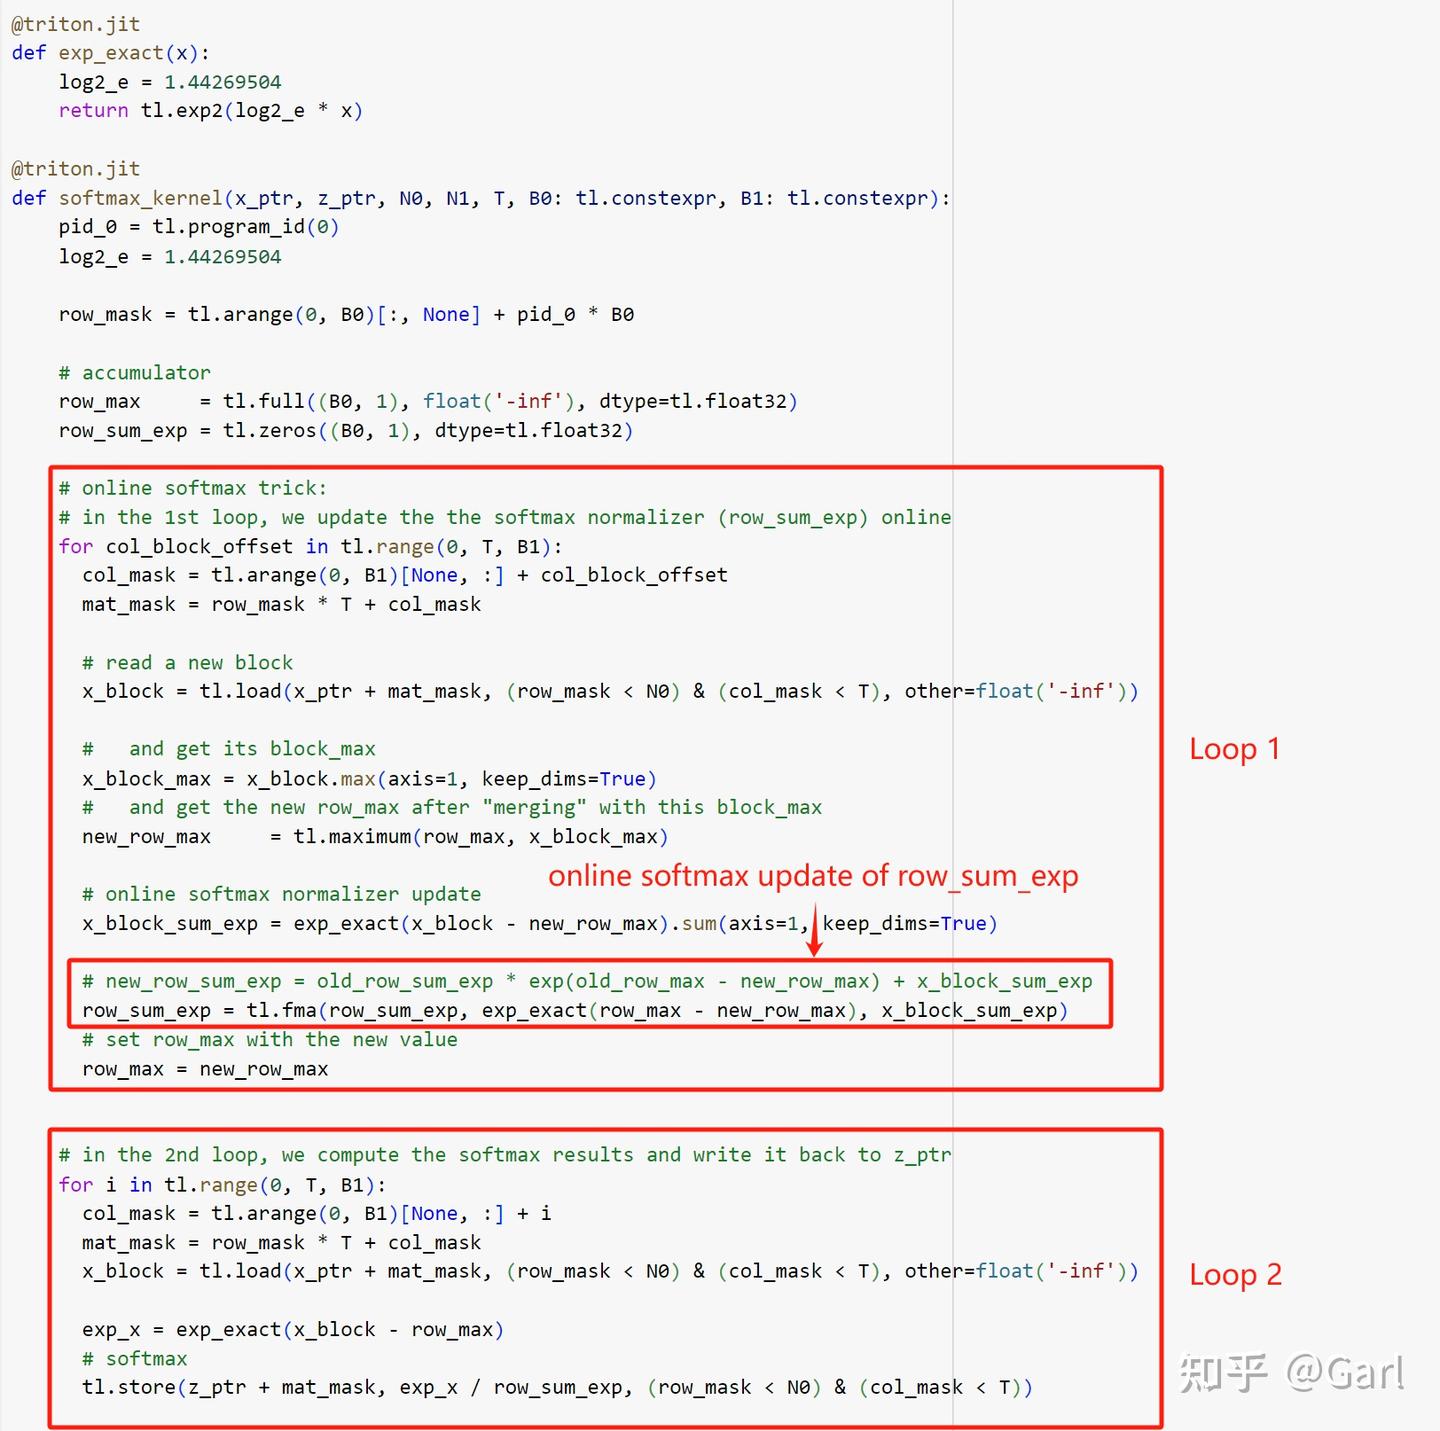 @triton.jit
def exp_exact(x):
    log2_e = 1.44269504
    return tl.exp2(log2_e * x)

@triton.jit
def softmax_kernel(x_ptr, z_ptr, N0, N1, T, B0: tl.constexpr, B1: tl.constexpr):
    pid_0 = tl.program_id(0)
    log2_e = 1.44269504

    row_mask = tl.arange(0, B0)[:, None] + pid_0 * B0

    # accumulator
    row_max     = tl.full((B0, 1), float('-inf'), dtype=tl.float32)
    row_sum_exp = tl.zeros((B0, 1), dtype=tl.float32)

    # online softmax trick:
    # in the 1st loop, we update the the softmax normalizer (row_sum_exp) online
    for col_block_offset in tl.range(0, T, B1):
      col_mask = tl.arange(0, B1)[None, :] + col_block_offset
      mat_mask = row_mask * T + col_mask

      # read a new block
      x_block = tl.load(x_ptr + mat_mask, (row_mask < N0) & (col_mask < T), other=float('-inf'))

      #   and get its block_max
Loop 1
      x_block_max = x_block.max(axis=1, keep_dims=True)
      #   and get the new row_max after "merging" with this block_max
      new_row_max     = tl.maximum(row_max, x_block_max)

online softmax update of row_sum_exp
      # online softmax normalizer update
      x_block_sum_exp = exp_exact(x_block - new_row_max).sum(axis=1, keep_dims=True)

      # new_row_sum_exp = old_row_sum_exp * exp(old_row_max - new_row_max) + x_block_sum_exp
      row_sum_exp = tl.fma(row_sum_exp, exp_exact(row_max - new_row_max), x_block_sum_exp)
      # set row_max with the new value
      row_max = new_row_max

    # in the 2nd loop, we compute the softmax results and write it back to z_ptr
    for i in tl.range(0, T, B1):
      col_mask = tl.arange(0, B1)[None, :] + i
      mat_mask = row_mask * T + col_mask
      x_block = tl.load(x_ptr + mat_mask, (row_mask < N0) & (col_mask < T), other=float('-inf'))
Loop 2

      exp_x = exp_exact(x_block - row_max)
      # softmax
      tl.store(z_ptr + mat_mask, exp_x / row_sum_exp, (row_mask < N0) & (col_mask < T))
知乎 @Garl